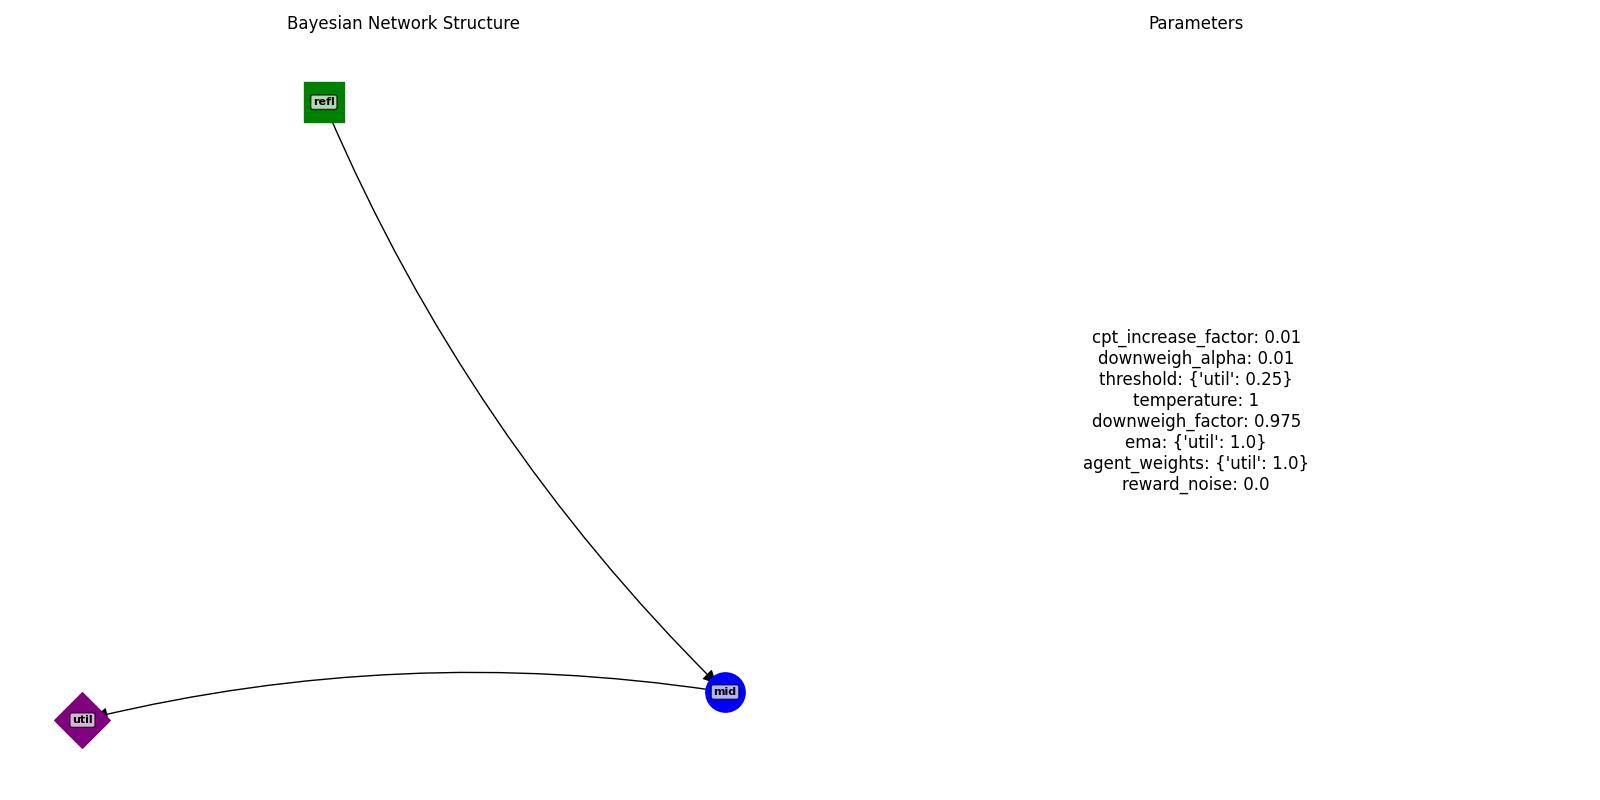 Bayesian Network Structure
Parameters
refl
mid
util
cpt_increase_factor: 0.01
downweigh_alpha: 0.01
threshold: {'util': 0.25}
temperature: 1
downweigh_factor: 0.975
ema: {'util': 1.0}
agent_weights: {'util': 1.0}
reward_noise: 0.0